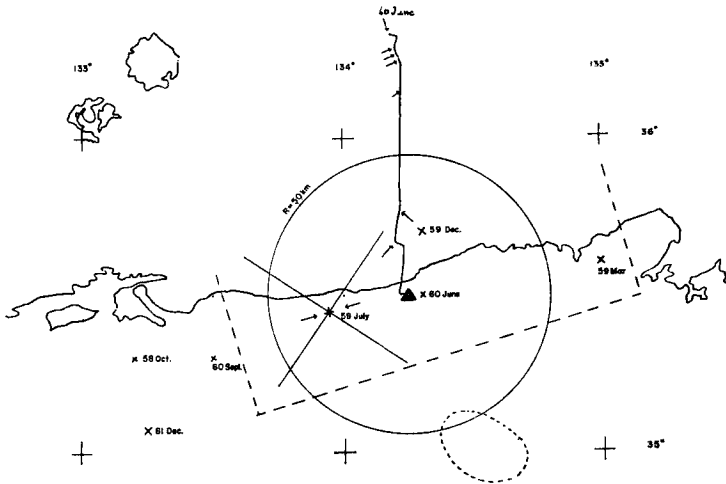 60 June
133°
134°
135°
36°
R=50km
59 Dec.
59 Mar
60 June
59 July
58 Oct.
60 Sept.
61 Dec.
35°